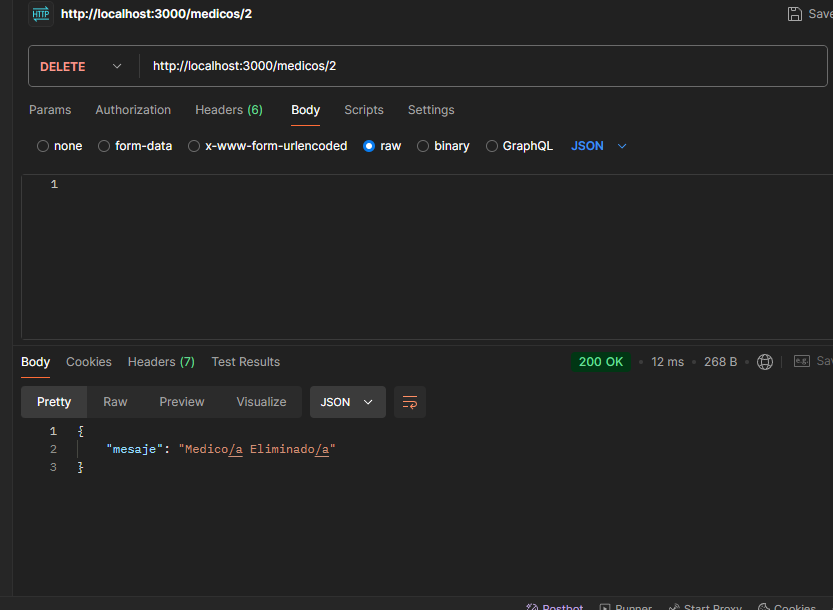 HTTP http://localhost:3000/medicos/2 Save
DELETE http://localhost:3000/medicos/2
Params Authorization Headers (6) Body Scripts Settings
none form-data x-www-form-urlencoded raw binary GraphQL JSON
1
Body Cookies Headers (7) Test Results 200 OK • 12 ms • 268 B • e.g. Sav
Pretty Raw Preview Visualize JSON
1 {
2 "mesaje": "Medico/a Eliminado/a"
3 }
Postbot Runner Start Proxy Cookies